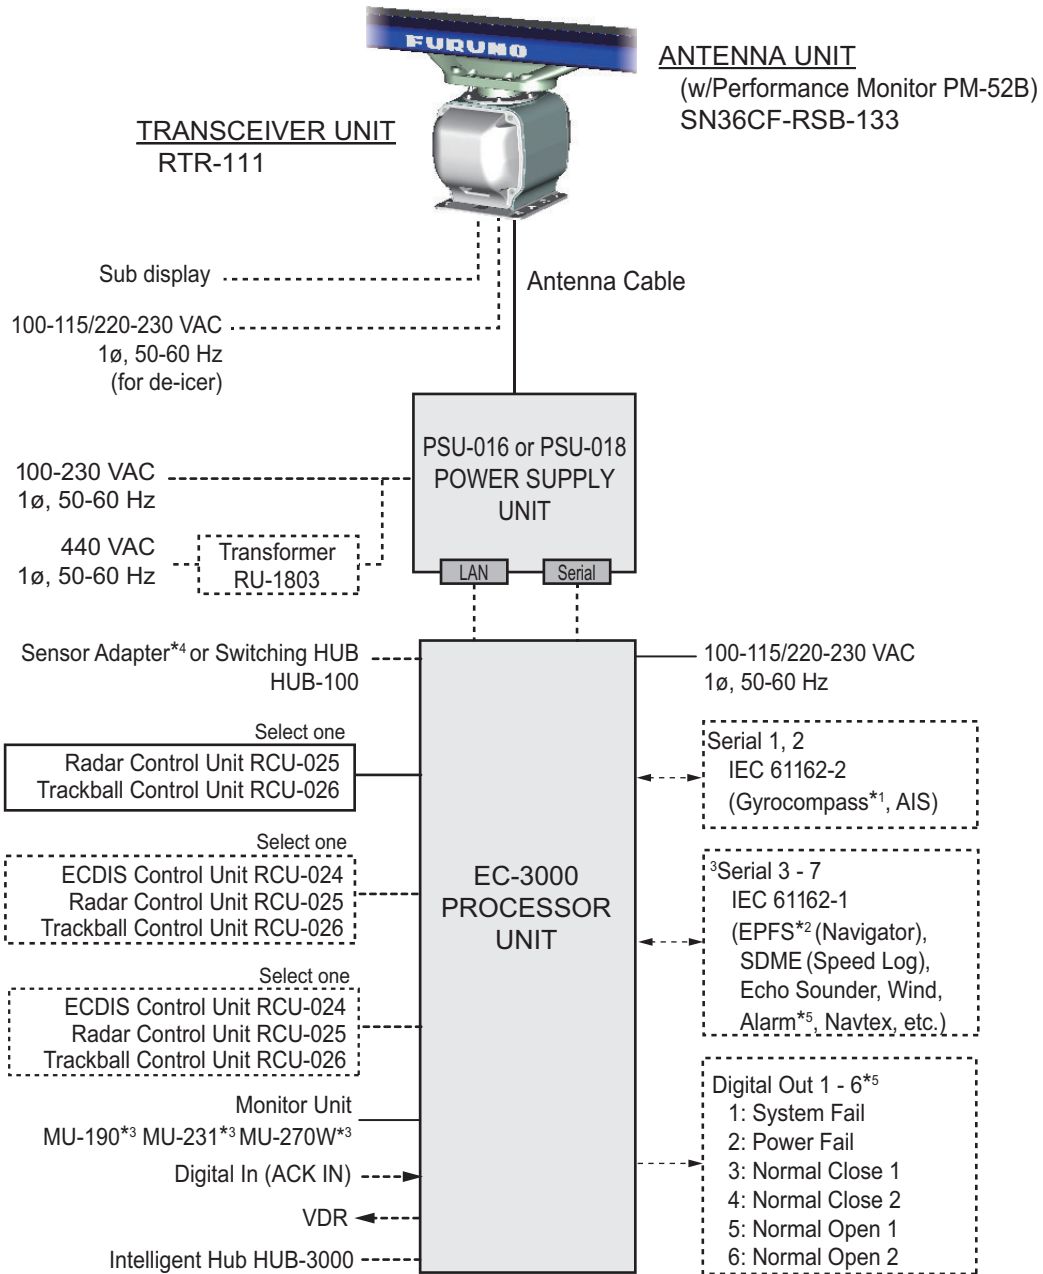 FURUNO
ANTENNA UNIT
(w/Performance Monitor PM-52B)
SN36CF-RSB-133
TRANSCEIVER UNIT
RTR-111
Sub display
Antenna Cable
100-115/220-230 VAC
1ø, 50-60 Hz
(for de-icer)
PSU-016 or PSU-018
POWER SUPPLY
UNIT
100-230 VAC
1ø, 50-60 Hz
440 VAC
1ø, 50-60 Hz
Transformer
RU-1803
LAN
Serial
Sensor Adapter*4 or Switching HUB
HUB-100
100-115/220-230 VAC
1ø, 50-60 Hz
Select one
Radar Control Unit RCU-025
Trackball Control Unit RCU-026
Select one
ECDIS Control Unit RCU-024
Radar Control Unit RCU-025
Trackball Control Unit RCU-026
Select one
ECDIS Control Unit RCU-024
Radar Control Unit RCU-025
Trackball Control Unit RCU-026
Monitor Unit
MU-190*3 MU-231*3 MU-270W*3
Digital In (ACK IN)
VDR
Intelligent Hub HUB-3000
EC-3000
PROCESSOR
UNIT
Serial 1, 2
IEC 61162-2
(Gyrocompass*1, AIS)
3Serial 3 - 7
IEC 61162-1
(EPFS*2 (Navigator),
SDME (Speed Log),
Echo Sounder, Wind,
Alarm*5, Navtex, etc.)
Digital Out 1 - 6*5
1: System Fail
2: Power Fail
3: Normal Close 1
4: Normal Close 2
5: Normal Open 1
6: Normal Open 2